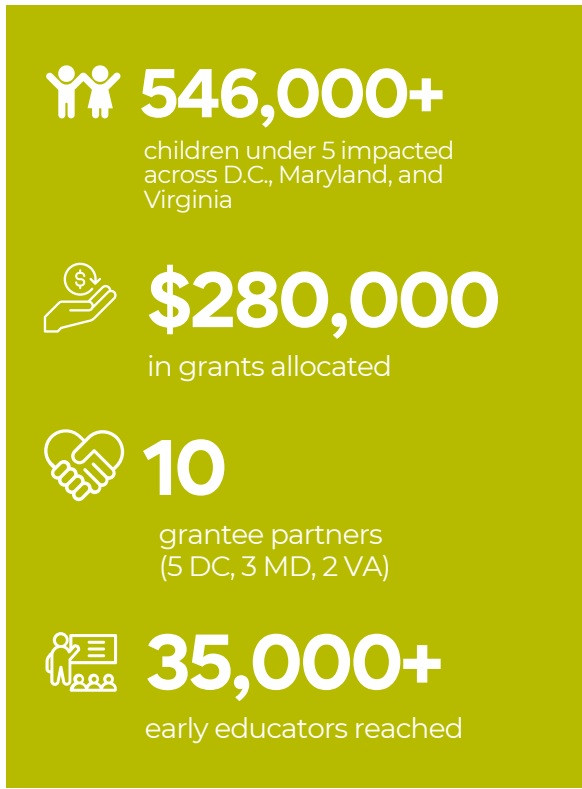 546,000+
children under 5 impacted
across D.C., Maryland, and
Virginia
$280,000
in grants allocated
10
grantee partners
(5 DC, 3 MD, 2 VA)
35,000+
early educators reached